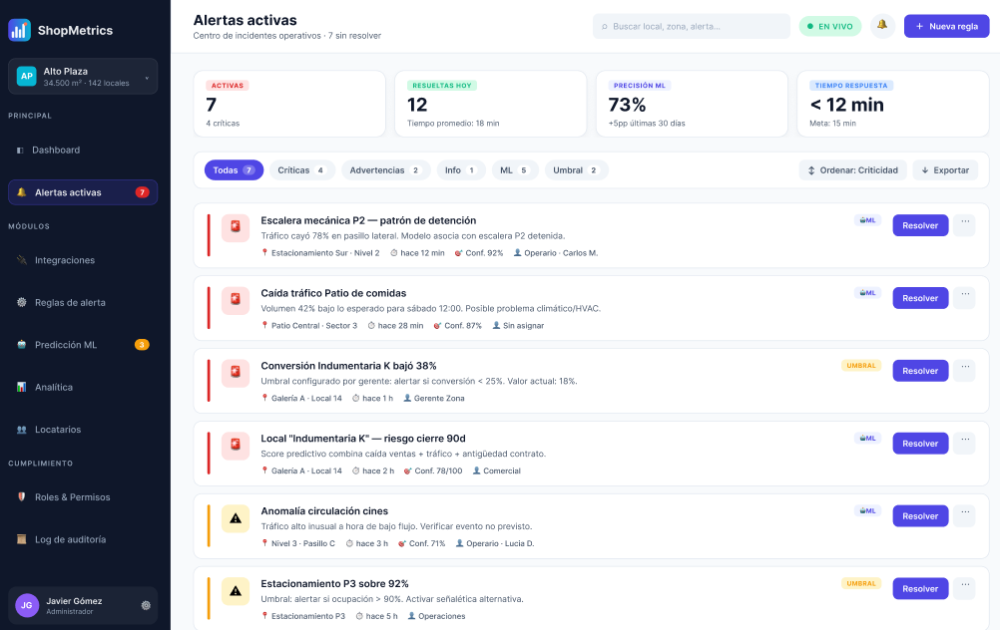 ShopMetrics
AP
Alto Plaza
34.500 m² · 142 locales
PRINCIPAL
Dashboard
Alertas activas
7
MÓDULOS
Integraciones
Reglas de alerta
Predicción ML
3
Analítica
Locatarios
CUMPLIMIENTO
Roles & Permisos
Log de auditoría
JG
Javier Gómez
Administrador
Alertas activas
Centro de incidentes operativos · 7 sin resolver
Buscar local, zona, alerta...
EN VIVO
+ Nueva regla
ACTIVAS
7
4 críticas
RESUELTAS HOY
12
Tiempo promedio: 18 min
PRECISIÓN ML
73%
+5pp últimas 30 días
TIEMPO RESPUESTA
< 12 min
Meta: 15 min
Todas 7
Críticas 4
Advertencias 2
Info 1
ML 5
Umbral 2
↕ Ordenar: Criticidad
↓ Exportar
Escalera mecánica P2 — patrón de detención
Tráfico cayó 78% en pasillo lateral. Modelo asocia con escalera P2 detenida.
Estacionamiento Sur · Nivel 2 hace 12 min Conf. 92% Operario · Carlos M.
ML
Resolver
...
Caída tráfico Patio de comidas
Volumen 42% bajo lo esperado para sábado 12:00. Posible problema climático/HVAC.
Patio Central · Sector 3 hace 28 min Conf. 87% Sin asignar
ML
Resolver
...
Conversión Indumentaria K bajó 38%
Umbral configurado por gerente: alertar si conversión < 25%. Valor actual: 18%.
Galería A · Local 14 hace 1 h Gerente Zona
UMBRAL
Resolver
...
Local "Indumentaria K" — riesgo cierre 90d
Score predictivo combina caída ventas + tráfico + antigüedad contrato.
Galería A · Local 14 hace 2 h Conf. 78/100 Comercial
ML
Resolver
...
Anomalía circulación cines
Tráfico alto inusual a hora de bajo flujo. Verificar evento no previsto.
Nivel 3 · Pasillo C hace 3 h Conf. 71% Operario · Lucia D.
ML
Resolver
...
Estacionamiento P3 sobre 92%
Umbral: alertar si ocupación > 90%. Activar señalética alternativa.
Estacionamiento P3 hace 5 h Operaciones
UMBRAL
Resolver
...